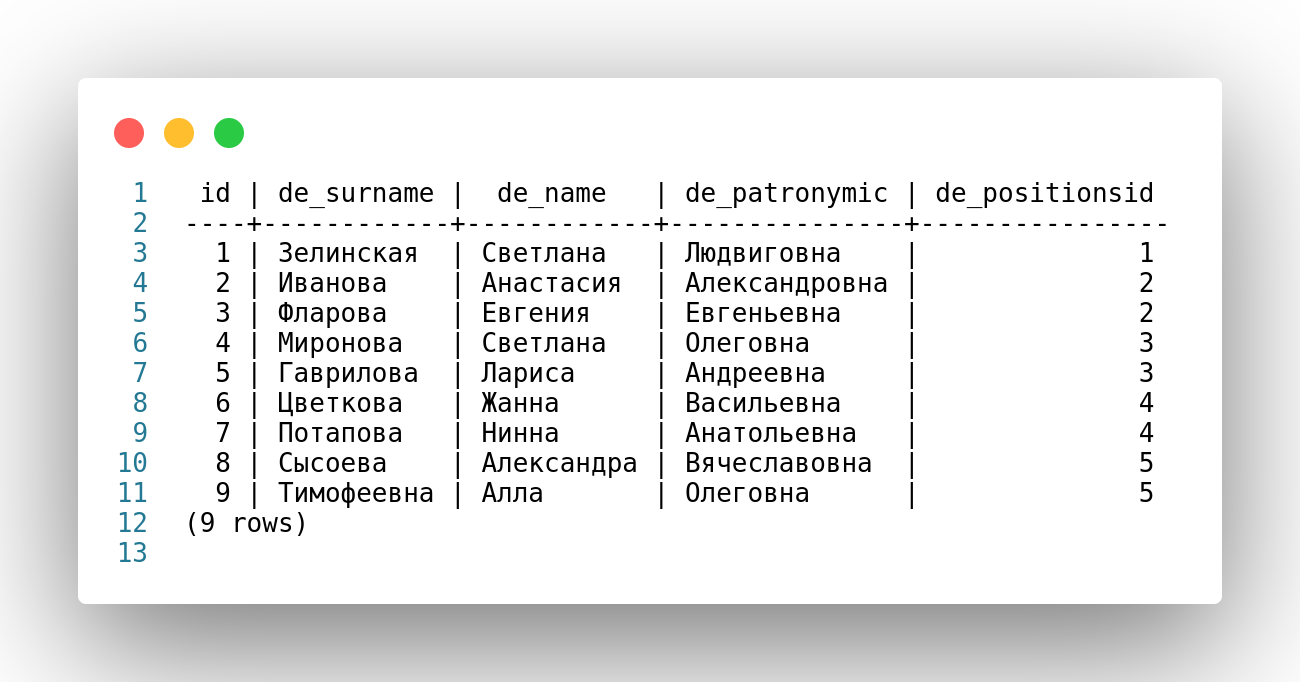 1   id | de_surname |  de_name   | de_patronymic | de_positionsid
2  ----+------------+------------+---------------+----------------
3    1 | Зелинская  | Светлана   | Людвиговна    |              1
4    2 | Иванова    | Анастасия  | Александровна |              2
5    3 | Фларова    | Евгения    | Евгеньевна    |              2
6    4 | Миронова   | Светлана   | Олеговна      |              3
7    5 | Гаврилова  | Лариса     | Андреевна     |              3
8    6 | Цветкова   | Жанна      | Васильевна    |              4
9    7 | Потапова   | Нинна      | Анатольевна   |              4
10   8 | Сысоева    | Александра | Вячеславовна  |              5
11   9 | Тимофеевна | Алла       | Олеговна      |              5
12 (9 rows)
13